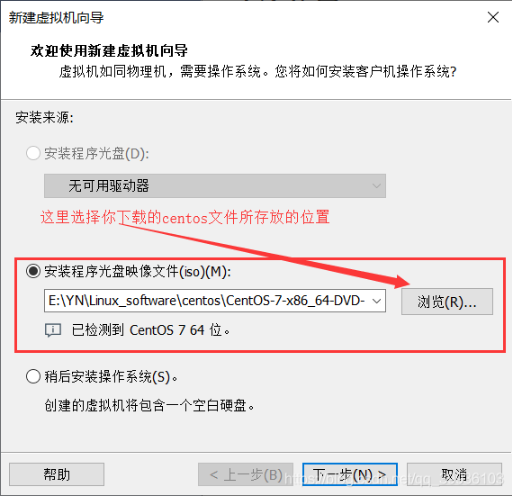 新建虚拟机向导
欢迎使用新建虚拟机向导
虚拟机如同物理机，需要操作系统。您将如何安装客户机操作系统?
安装来源:
安装程序光盘(D):
无可用驱动器
这里选择你下载的centos文件所存放的位置
安装程序光盘映像文件(iso)(M):
E:\YN\Linux_software\centos\CentOS-7-x86_64-DVD-
浏览(R)...
已检测到 CentOS 7 64 位。
稍后安装操作系统(S)。
创建的虚拟机将包含一个空白硬盘。
帮助
< 上一步(B)
下一步(N) >
取消